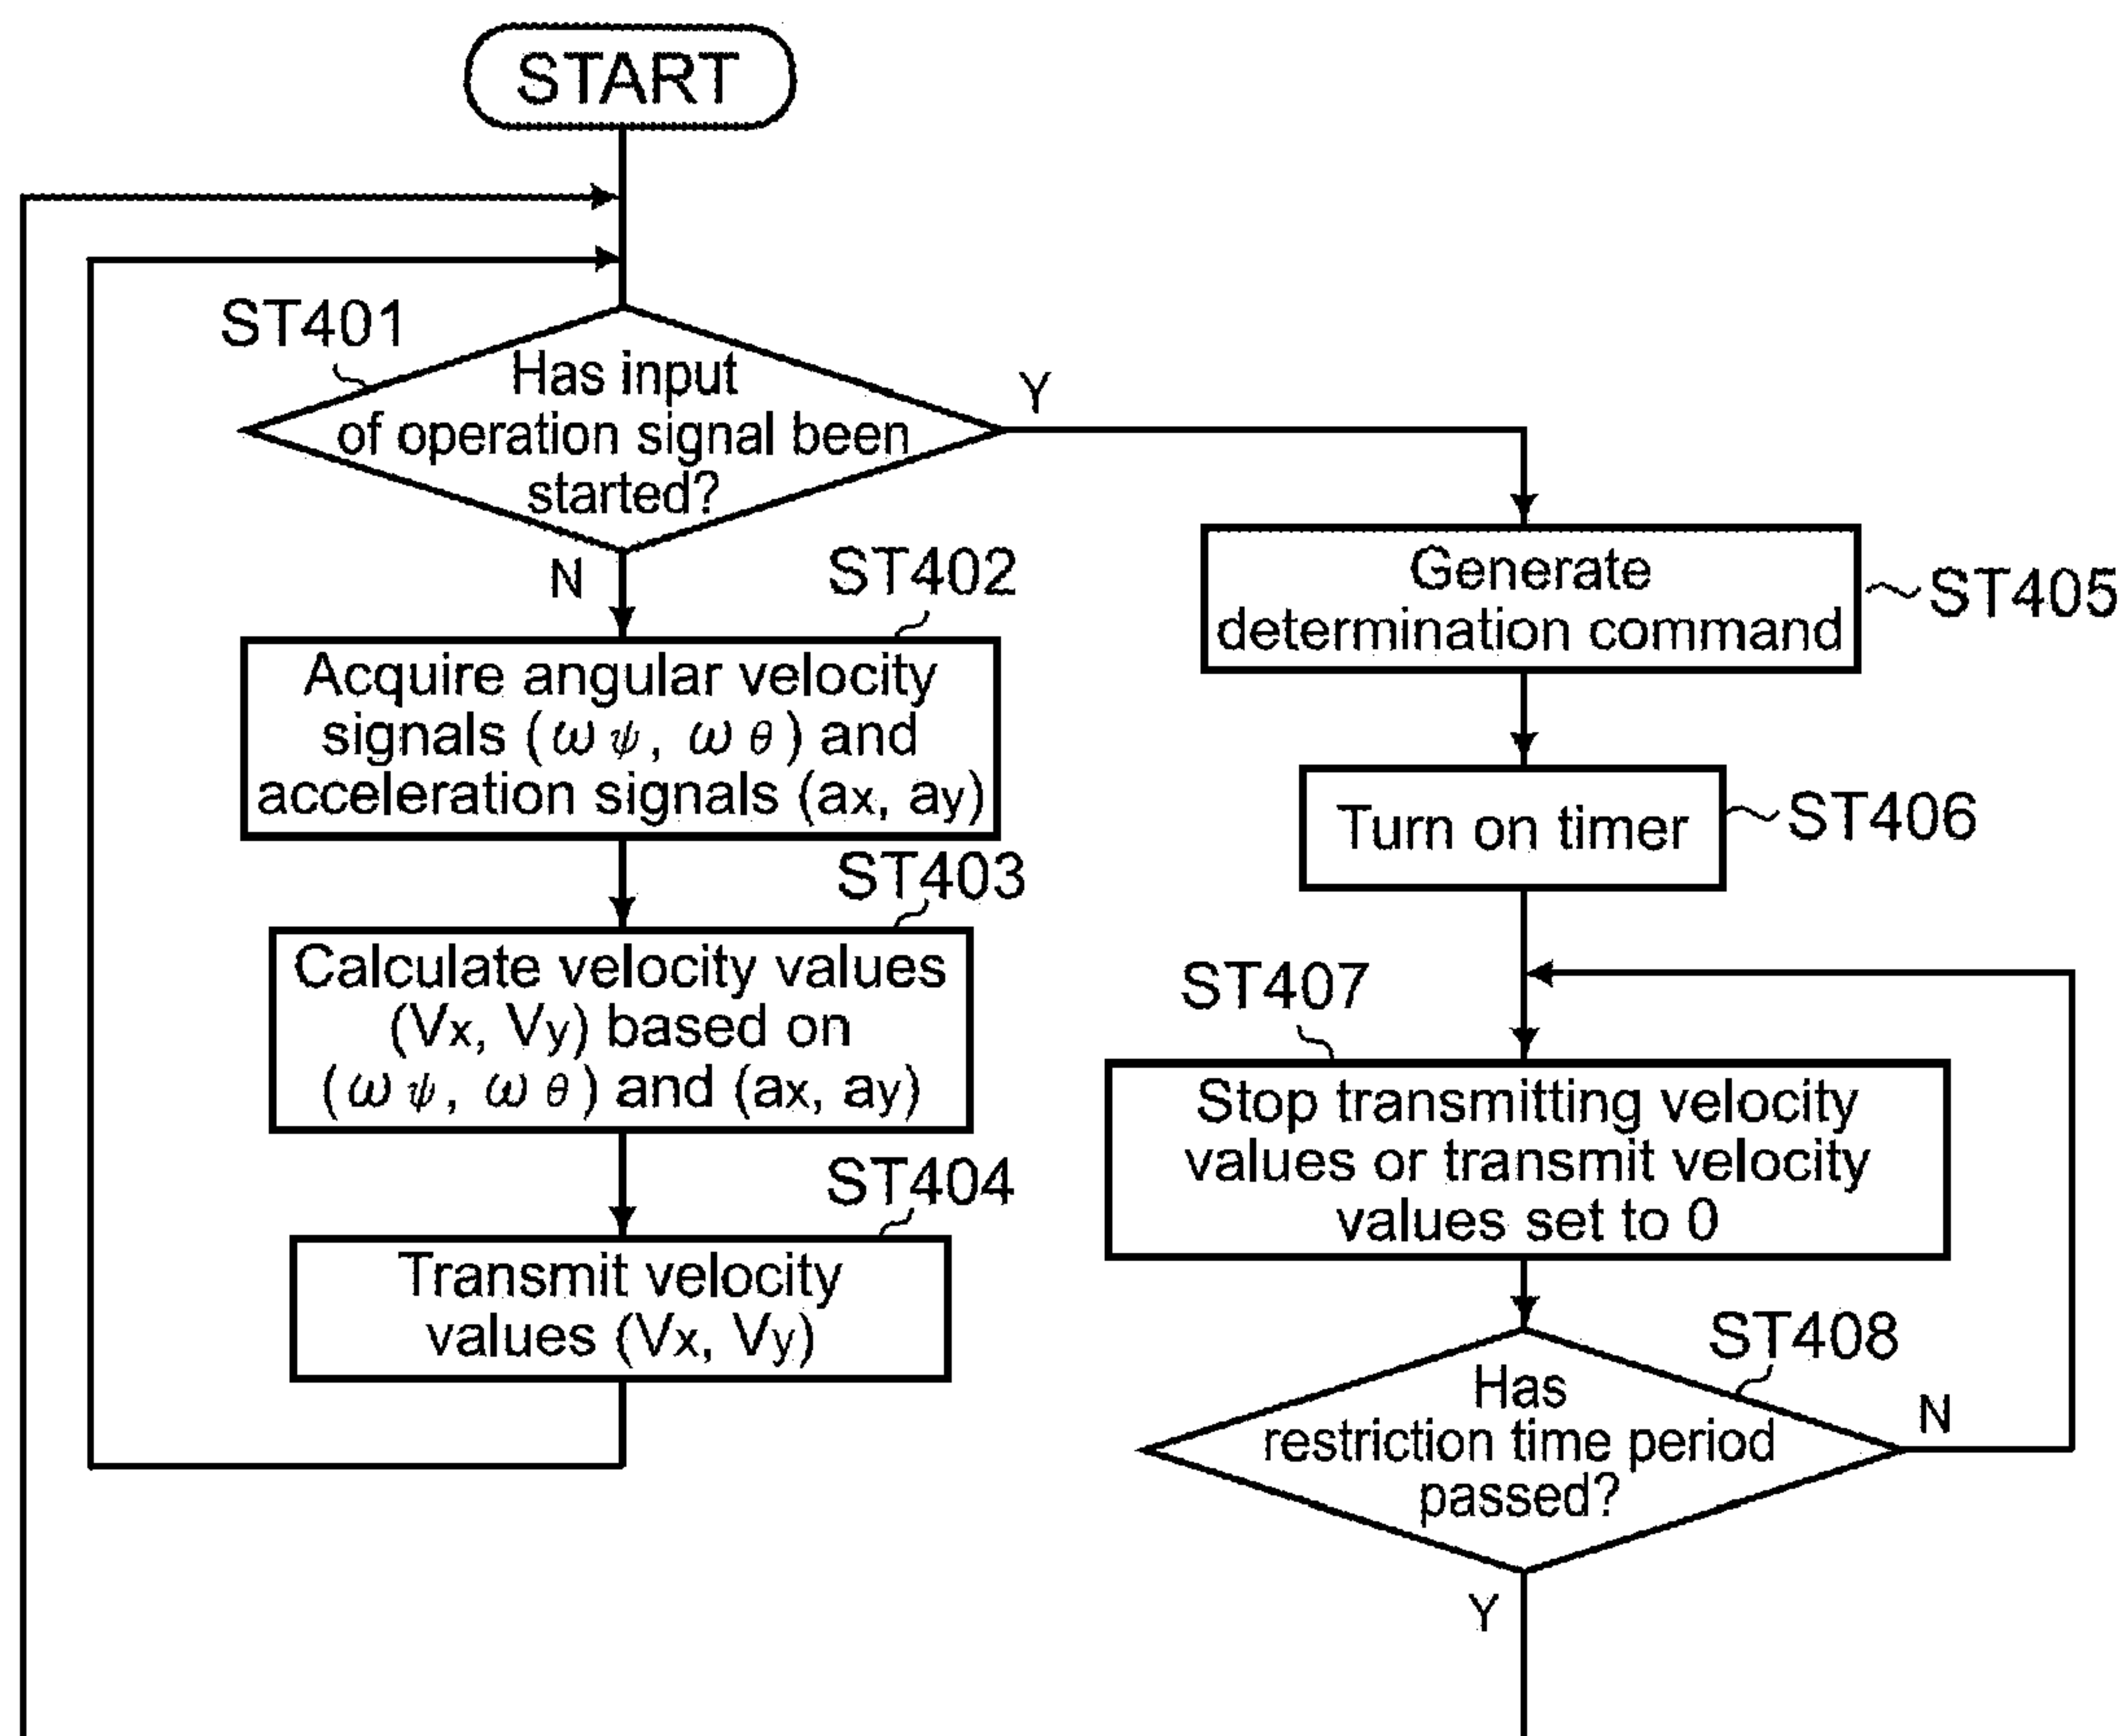 START
ST401
Has input
of operation signal been
started?
Y
N
ST402
Acquire angular velocity
signals (ωψ, ωθ) and
acceleration signals (ax, ay)
ST403
Calculate velocity values
(Vx, Vy) based on
(ωψ, ωθ) and (ax, ay)
ST404
Transmit velocity
values (Vx, Vy)
Generate
determination command
ST405
Turn on timer
ST406
ST407
Stop transmitting velocity
values or transmit velocity
values set to 0
ST408
Has
restriction time period
passed?
N
Y